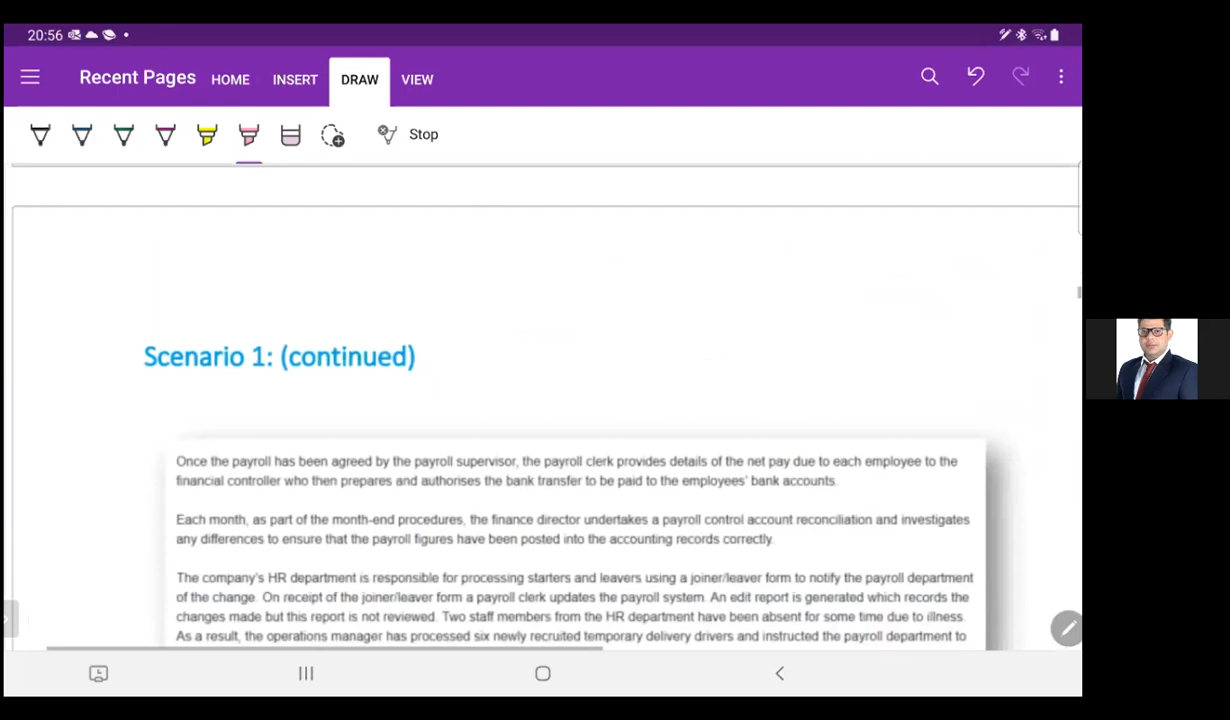 20:56
Recent Pages HOME INSERT DRAW VIEW
Stop
Scenario 1: (continued)
Once the payroll has been agreed by the payroll supervisor, the payroll clerk provides details of the net pay due to each employee to the
financial controller who then prepares and authorises the bank transfer to be paid to the employees' bank accounts.
Each month, as part of the month-end procedures, the finance director undertakes a payroll control account reconciliation and investigates
any differences to ensure that the payroll figures have been posted into the accounting records correctly.
The company's HR department is responsible for processing starters and leavers using a joiner/leaver form to notify the payroll department
of the change. On receipt of the joiner/leaver form a payroll clerk updates the payroll system. An edit report is generated which records the
changes made but this report is not reviewed. Two staff members from the HR department have been absent for some time due to illness.
As a result, the operations manager has processed six newly recruited temporary delivery drivers and instructed the payroll department to